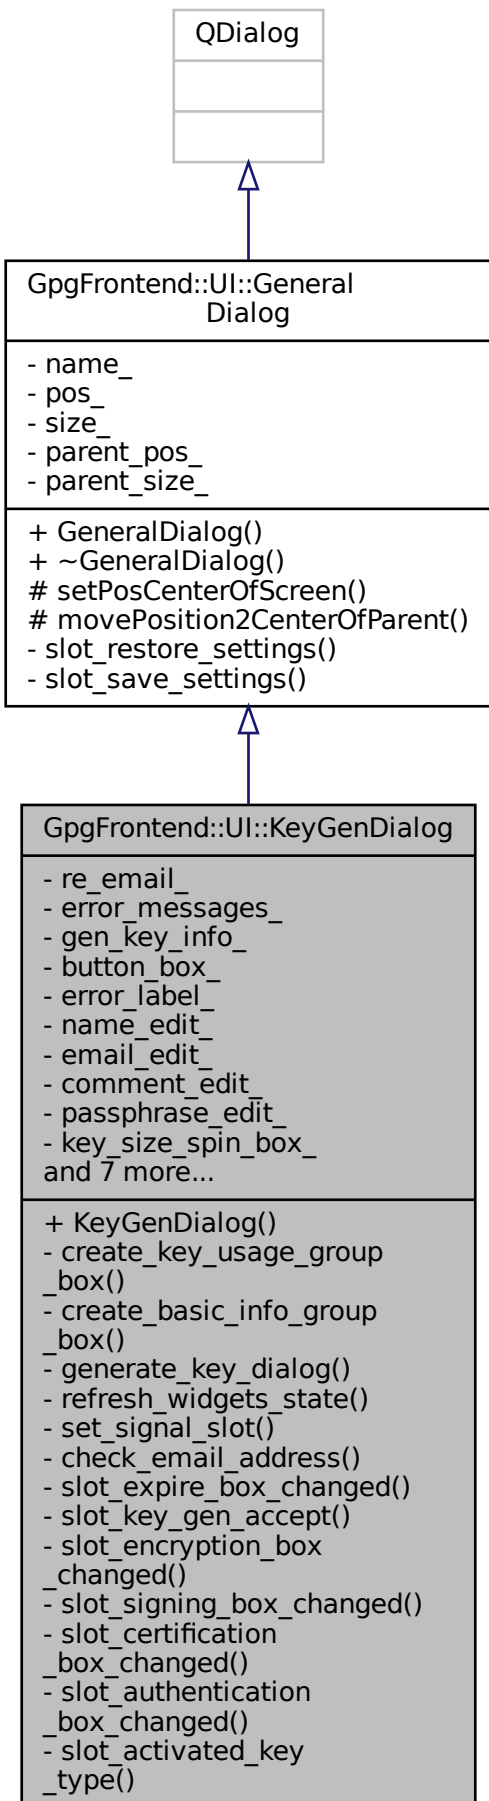 QDialog
GpgFrontend::UI::General
Dialog
- name_
- pos_
- size_
- parent_pos_
- parent_size_
+ GeneralDialog()
+ ~GeneralDialog()
# setPosCenterOfScreen()
# movePosition2CenterOfParent()
- slot_restore_settings()
- slot_save_settings()
GpgFrontend::UI::KeyGenDialog
- re_email_
- error_messages_
- gen_key_info_
- button_box_
- error_label_
- name_edit_
- email_edit_
- comment_edit_
- passphrase_edit_
- key_size_spin_box_
and 7 more...
+ KeyGenDialog()
- create_key_usage_group
_box()
- create_basic_info_group
_box()
- generate_key_dialog()
- refresh_widgets_state()
- set_signal_slot()
- check_email_address()
- slot_expire_box_changed()
- slot_key_gen_accept()
- slot_encryption_box
_changed()
- slot_signing_box_changed()
- slot_certification
_box_changed()
- slot_authentication
_box_changed()
- slot_activated_key
_type()